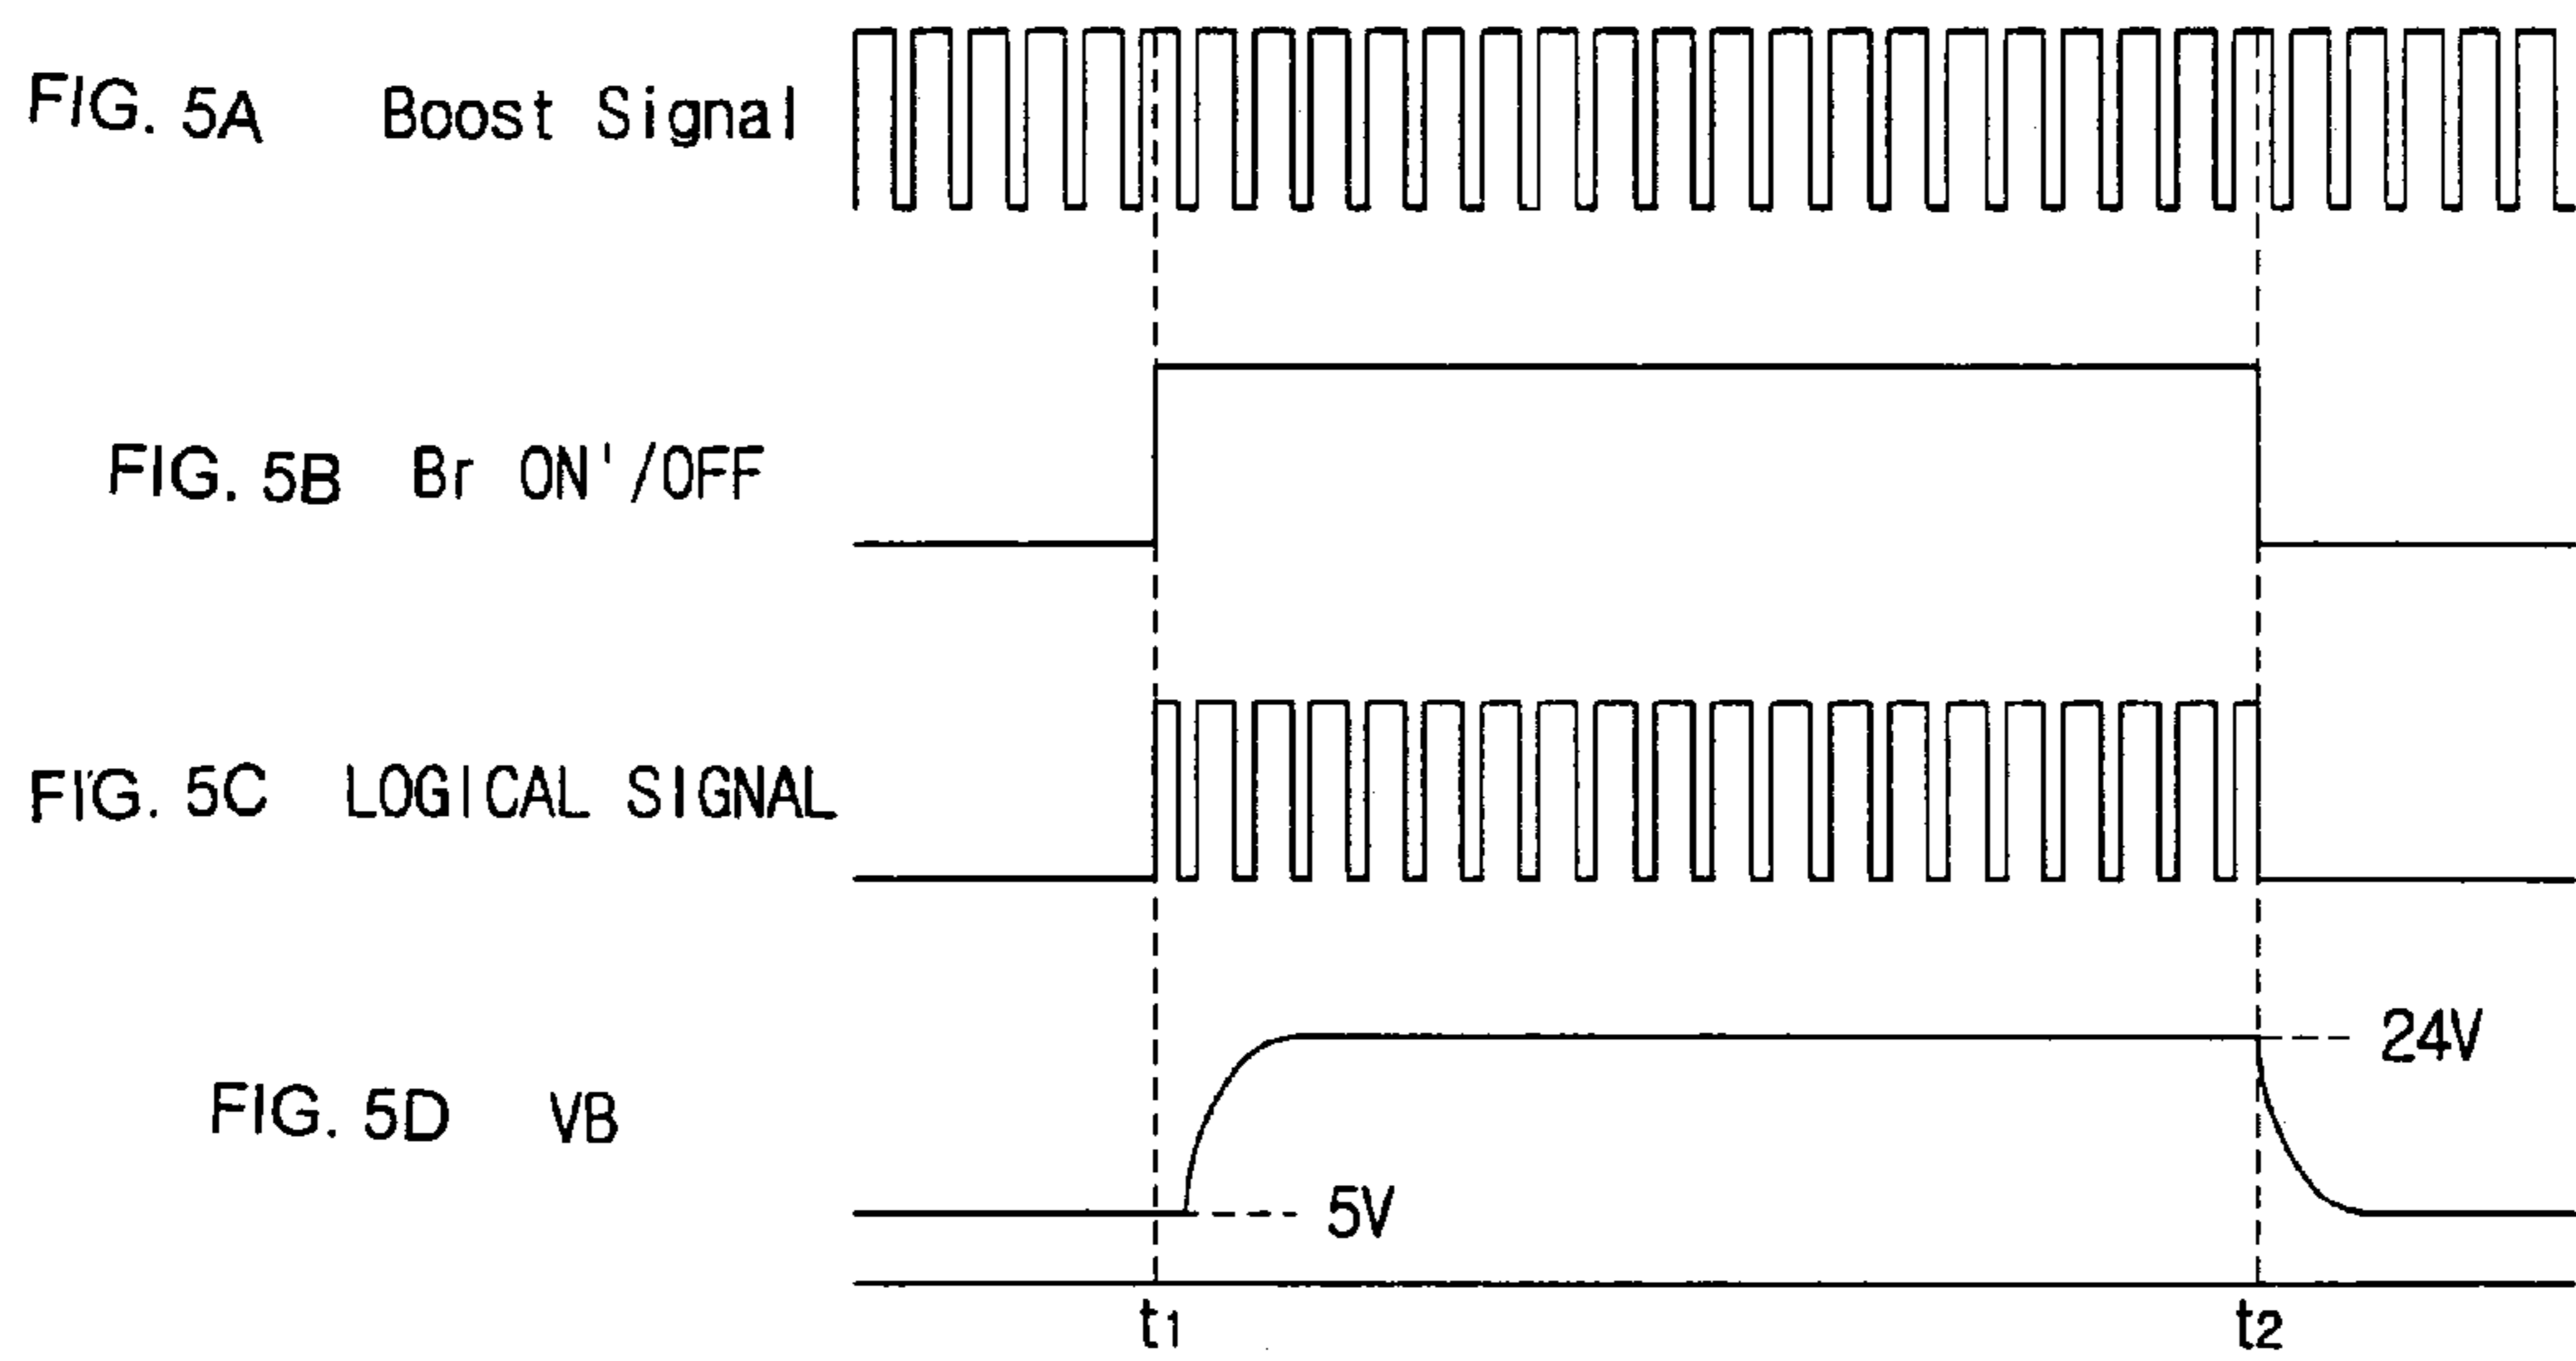 FIG. 5A Boost Signal
FIG. 5B Br ON'/OFF
FIG. 5C LOGICAL SIGNAL
24V
FIG. 5D VB
5V
t1 t2